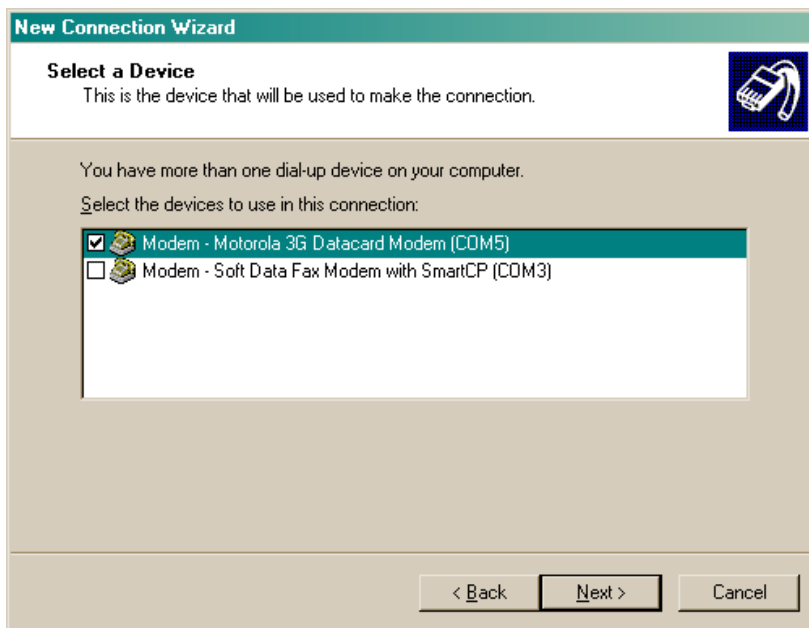 New Connection Wizard
Select a Device
This is the device that will be used to make the connection.
You have more than one dial-up device on your computer.
Select the devices to use in this connection:
Modem - Motorola 3G Datacard Modem (COM5)
Modem - Soft Data Fax Modem with SmartCP (COM3)
< Back Next > Cancel